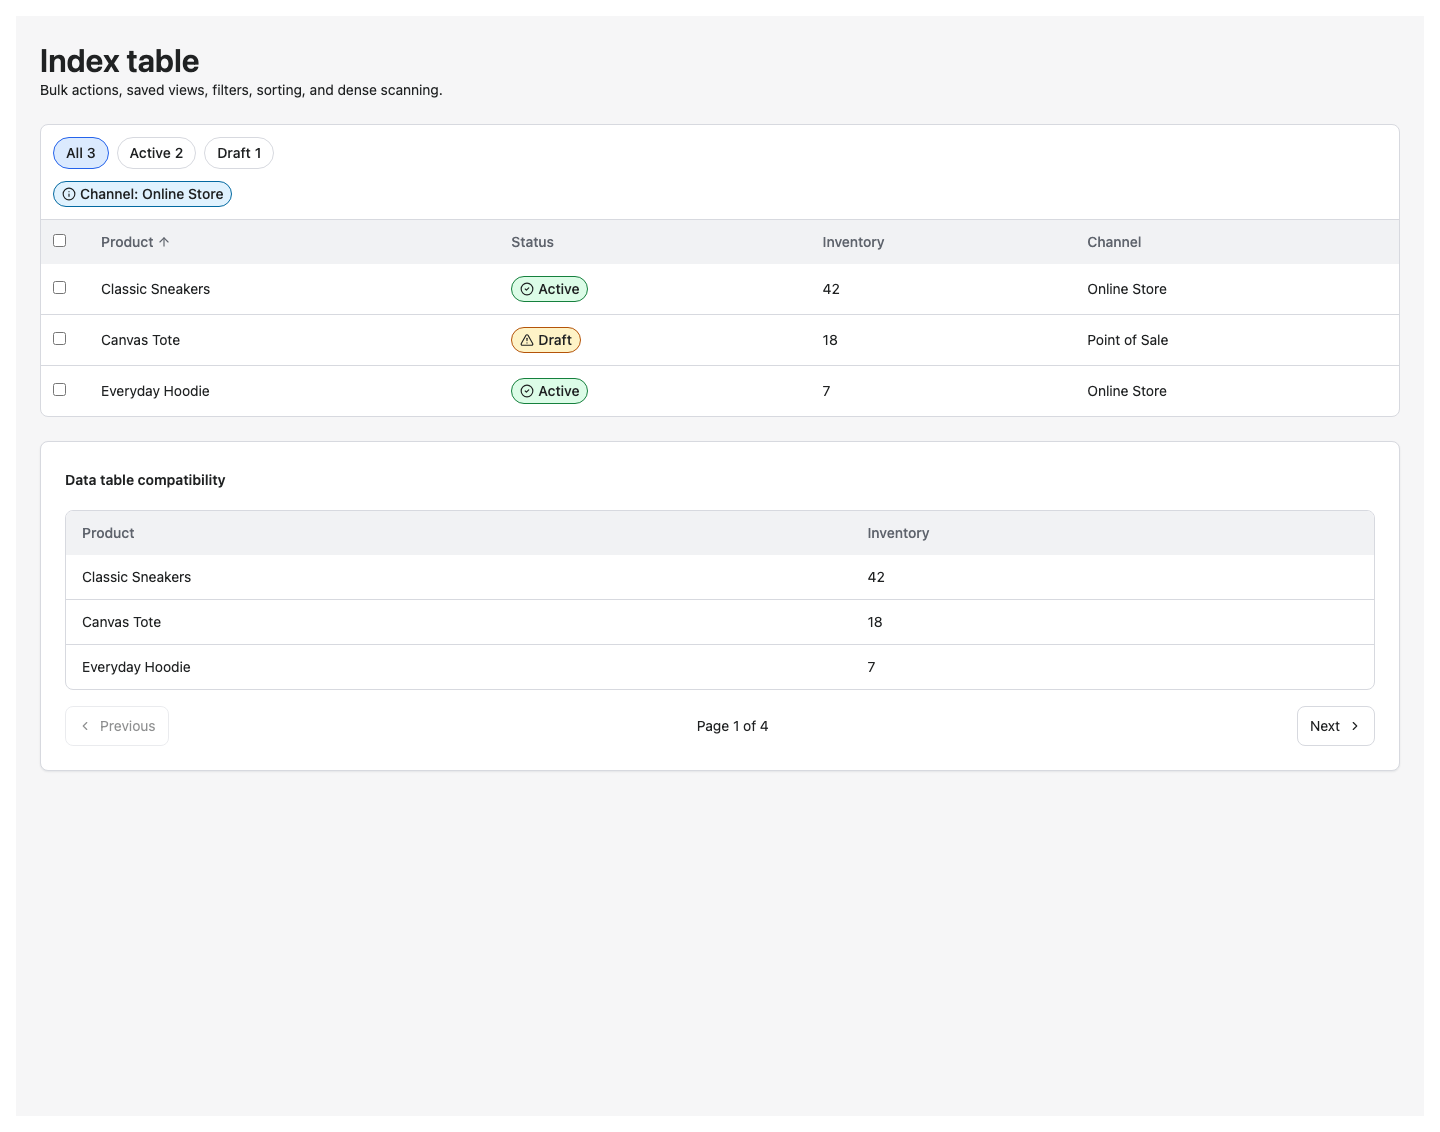 Index table
Bulk actions, saved views, filters, sorting, and dense scanning.
All 3 Active 2 Draft 1
Channel: Online Store
Product Status Inventory Channel
Classic Sneakers Active 42 Online Store
Canvas Tote Draft 18 Point of Sale
Everyday Hoodie Active 7 Online Store
Data table compatibility
Product Inventory
Classic Sneakers 42
Canvas Tote 18
Everyday Hoodie 7
Previous Page 1 of 4 Next